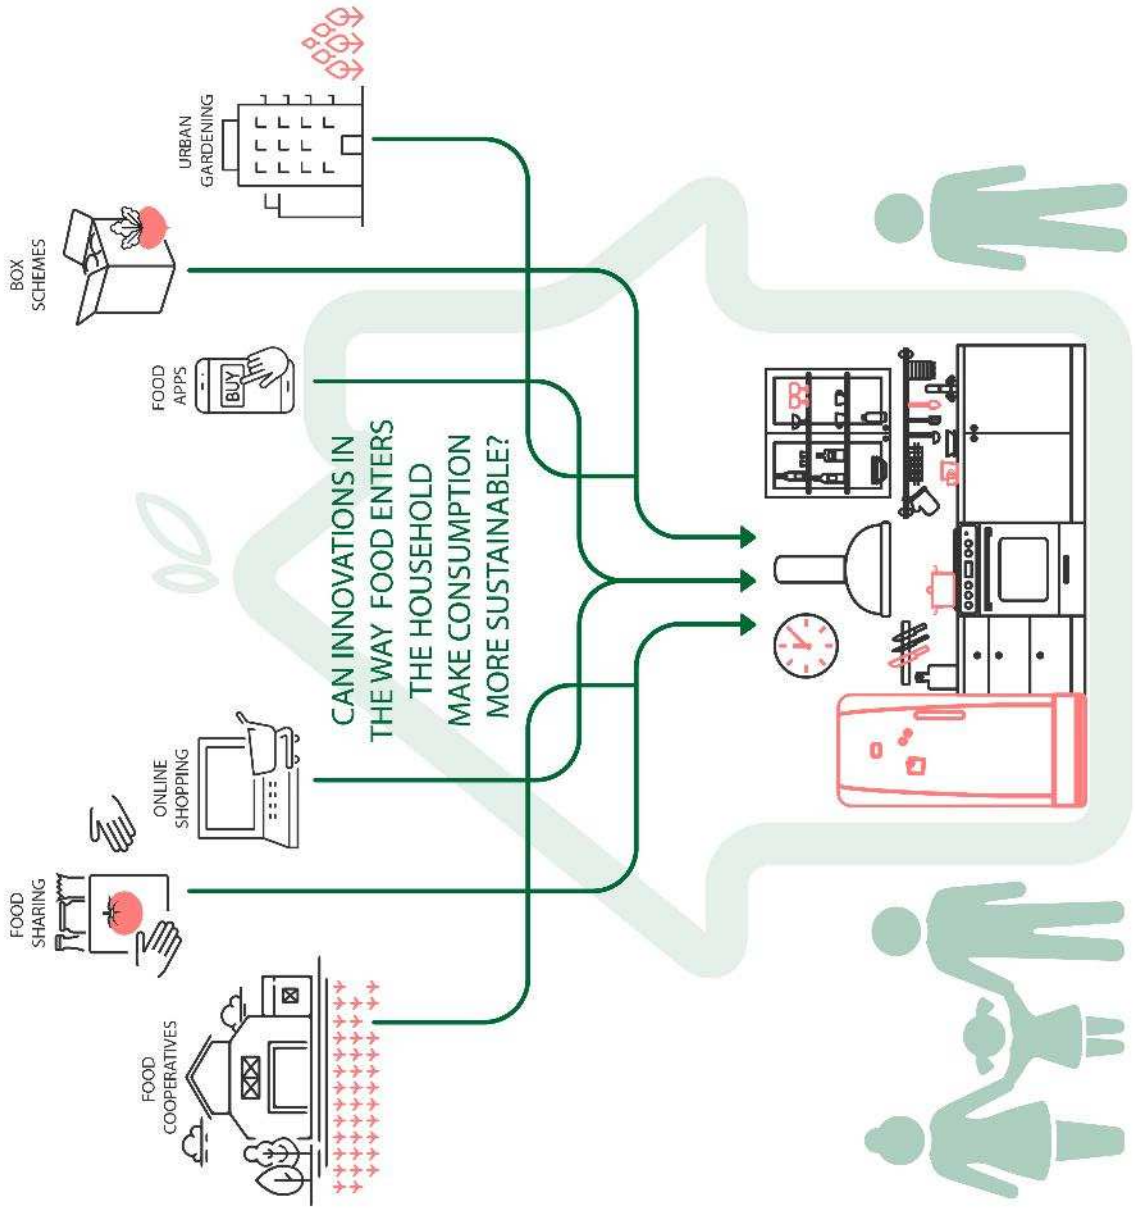 FOOD
COOPERATIVES
FOOD
SHARING
ONLINE
SHOPPING
FOOD
APPS
BUY
BOX
SCHEMES
URBAN
GARDENING
CAN INNOVATIONS IN
THE WAY FOOD ENTERS
THE HOUSEHOLD
MAKE CONSUMPTION
MORE SUSTAINABLE?